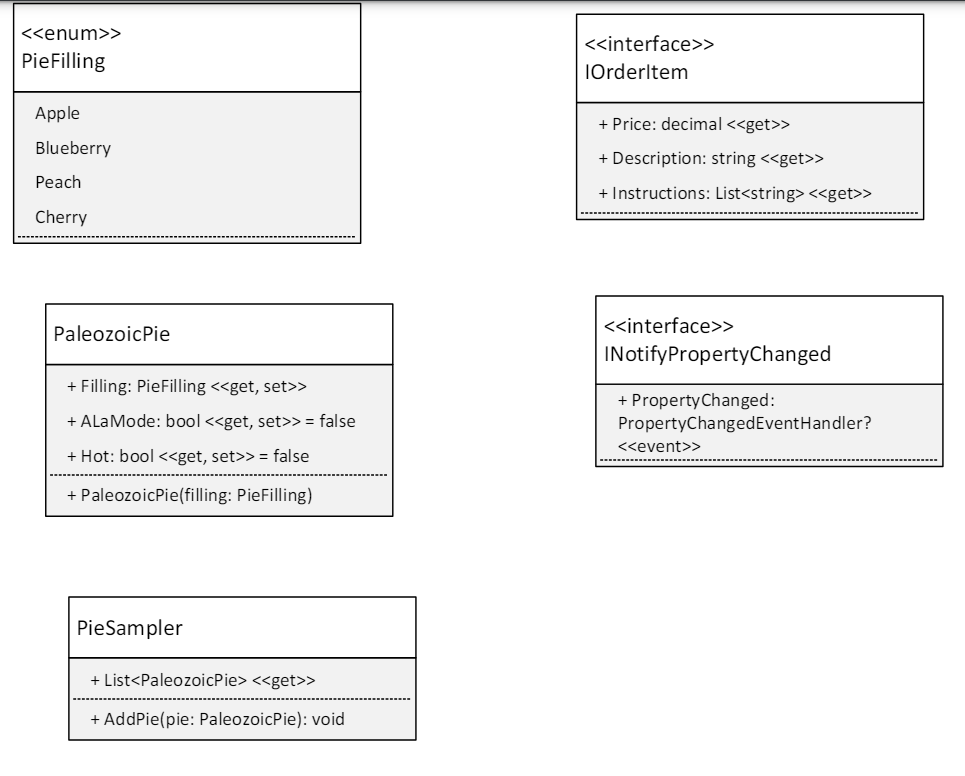 <<enum>>
PieFilling
Apple
Blueberry
Peach
Cherry
<<interface>>
IOrderItem
+ Price: decimal <<get>>
+ Description: string <<get>>
+ Instructions: List<string> <<get>>
PaleozoicPie
+ Filling: PieFilling <<get, set>>
+ ALaMode: bool <<get, set>> = false
+ Hot: bool <<get, set>> = false
+ PaleozoicPie(filling: PieFilling)
<<interface>>
INotifyPropertyChanged
+ PropertyChanged:
PropertyChangedEventHandler?
<<event>>
PieSampler
+ List<PaleozoicPie> <<get>>
+ AddPie(pie: PaleozoicPie): void